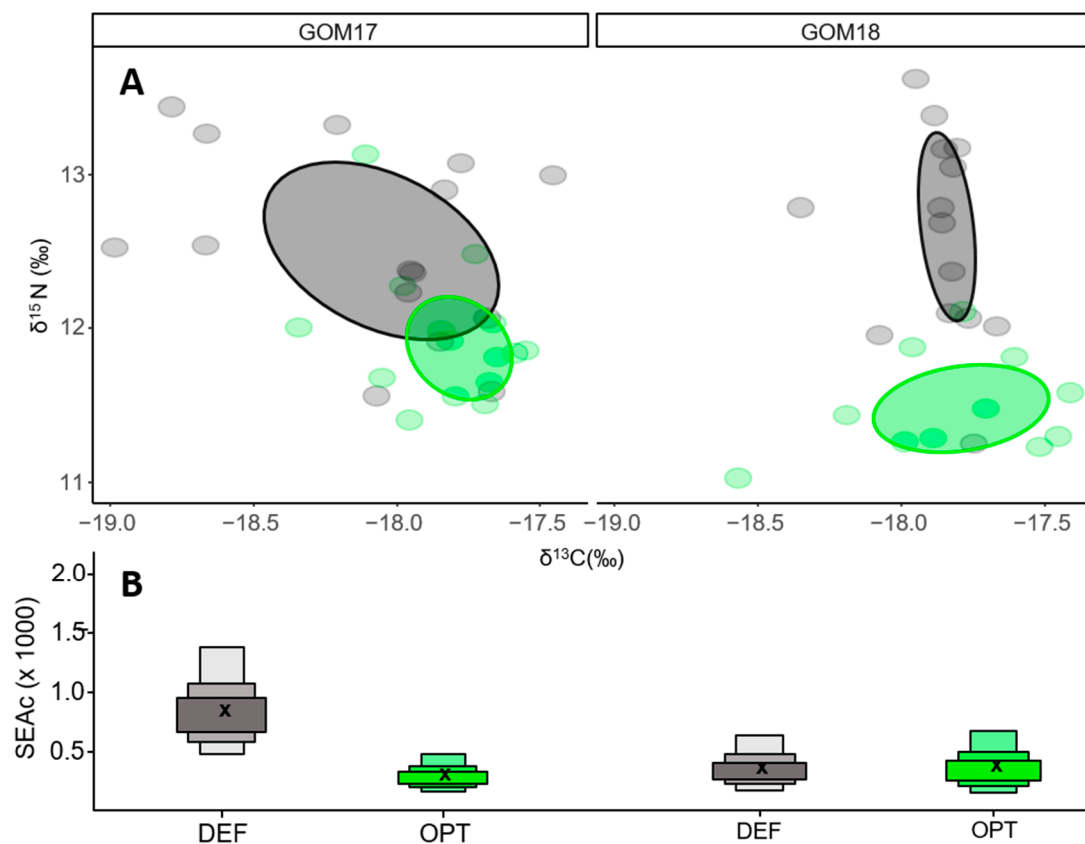 GOM17 GOM18
A
13
12
11
δ¹⁵N (‰)
−19.0 −18.5 −18.0 −17.5 −19.0 −18.5 −18.0 −17.5
δ¹³C(‰)
B
2.0
1.5
1.0
0.5
SEAc (x 1000)
x x x x
DEF OPT DEF OPT